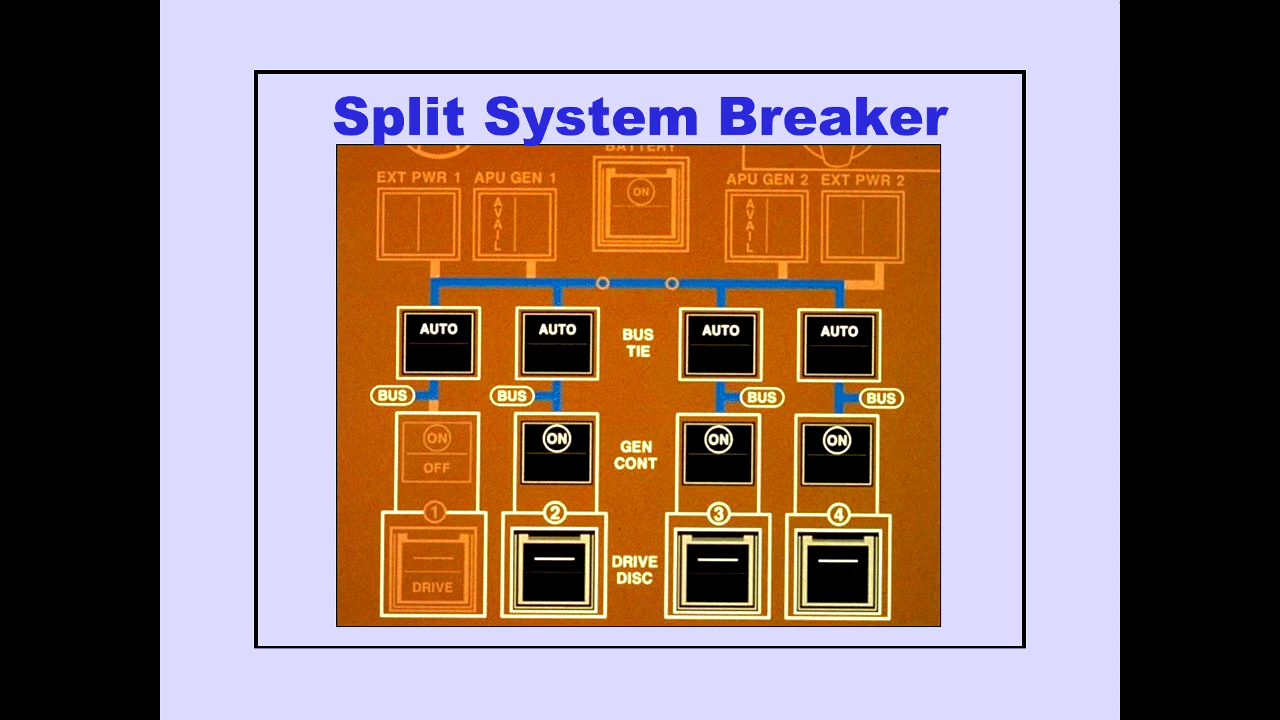 Split System Breaker
BATTERY
EXT PWR 1 APU GEN 1 ON APU GEN 2 EXT PWR 2
AVAIL AVAIL
AUTO AUTO BUS TIE AUTO AUTO
BUS BUS BUS BUS
ON ON GEN CONT ON ON
OFF
1 2 3 4
DRIVE DISC
DRIVE